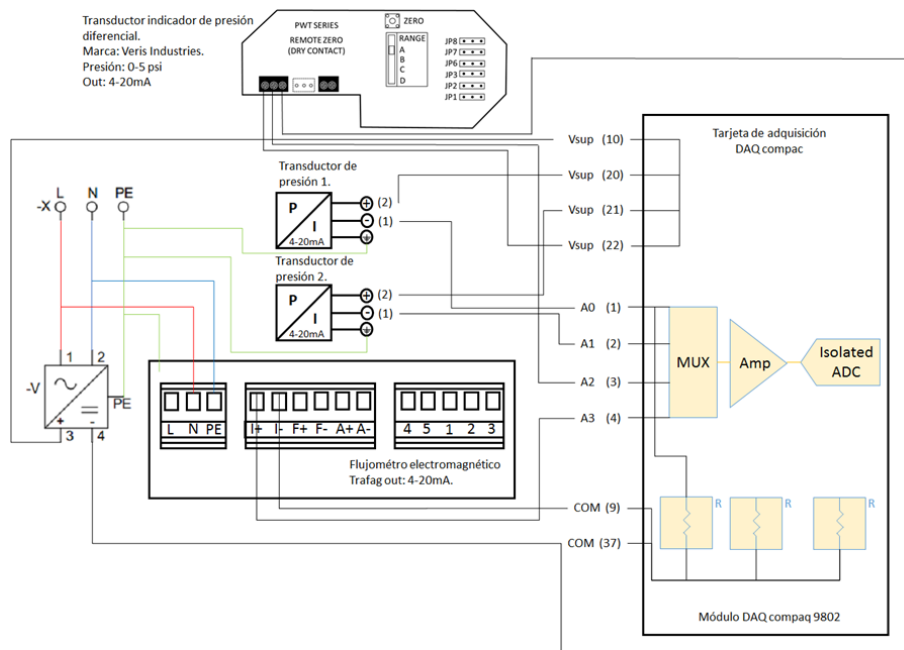 Transductor indicador de presión
diferencial.
Marca: Veris Industries.
Presión: 0-5 psi
Out: 4-20mA
PWT SERIES
REMOTE ZERO
(DRY CONTACT)
ZERO
RANGE
A
B
C
D
JP8
JP7
JP6
JP3
JP2
JP1
Tarjeta de adquisición
DAQ compac
Vsup (10)
Vsup (20)
Vsup (21)
Vsup (22)
A0 (1)
A1 (2)
A2 (3)
A3 (4)
COM (9)
COM (37)
MUX
Amp
Isolated
ADC
R
R
R
Módulo DAQ compaq 9802
Transductor de
presión 1.
P
I
4-20mA
+ (2)
- (1)
Transductor de
presión 2.
P
I
4-20mA
+ (2)
- (1)
L N PE
-X
1 2
-V
PE
+ -
3 4
L N PE
I+ I- F+ F- A+ A-
4 5 1 2 3
Flujométro electromagnético
Trafag out: 4-20mA.